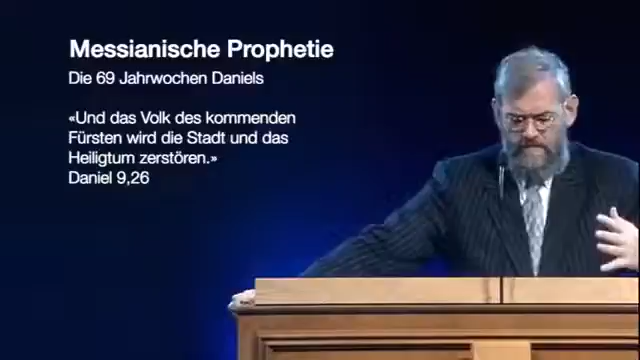 Messianische Prophetie
Die 69 Jahrwochen Daniels
«Und das Volk des kommenden
Fürsten wird die Stadt und das
Heiligtum zerstören.»
Daniel 9,26